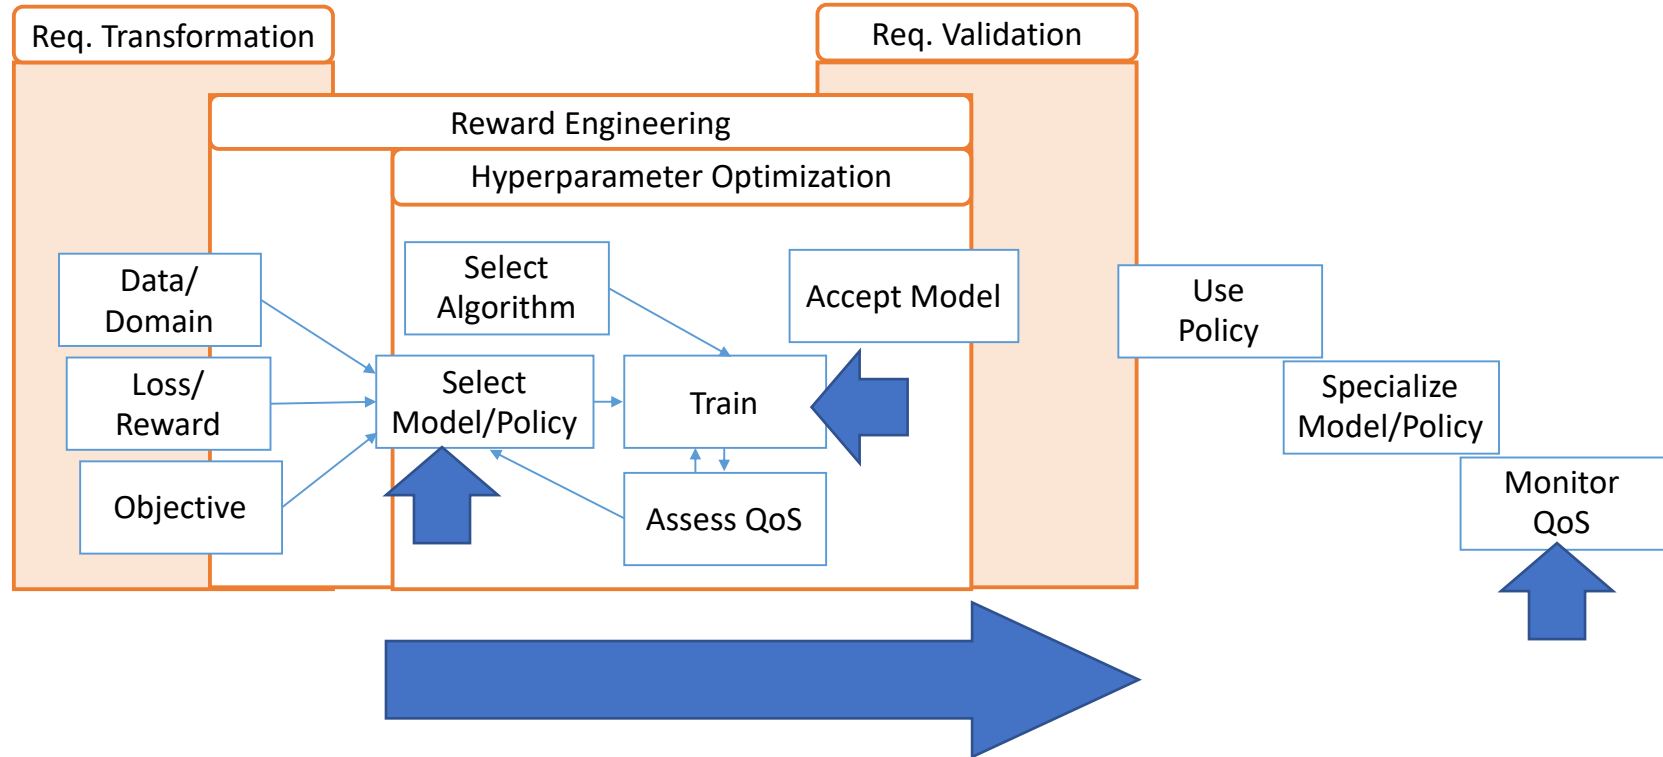 Req. Transformation
Req. Validation
Reward Engineering
Hyperparameter Optimization
Data/
Domain
Select
Algorithm
Accept Model
Use
Policy
Loss/
Reward
Select
Model/Policy
Train
Specialize
Model/Policy
Objective
Assess QoS
Monitor
QoS